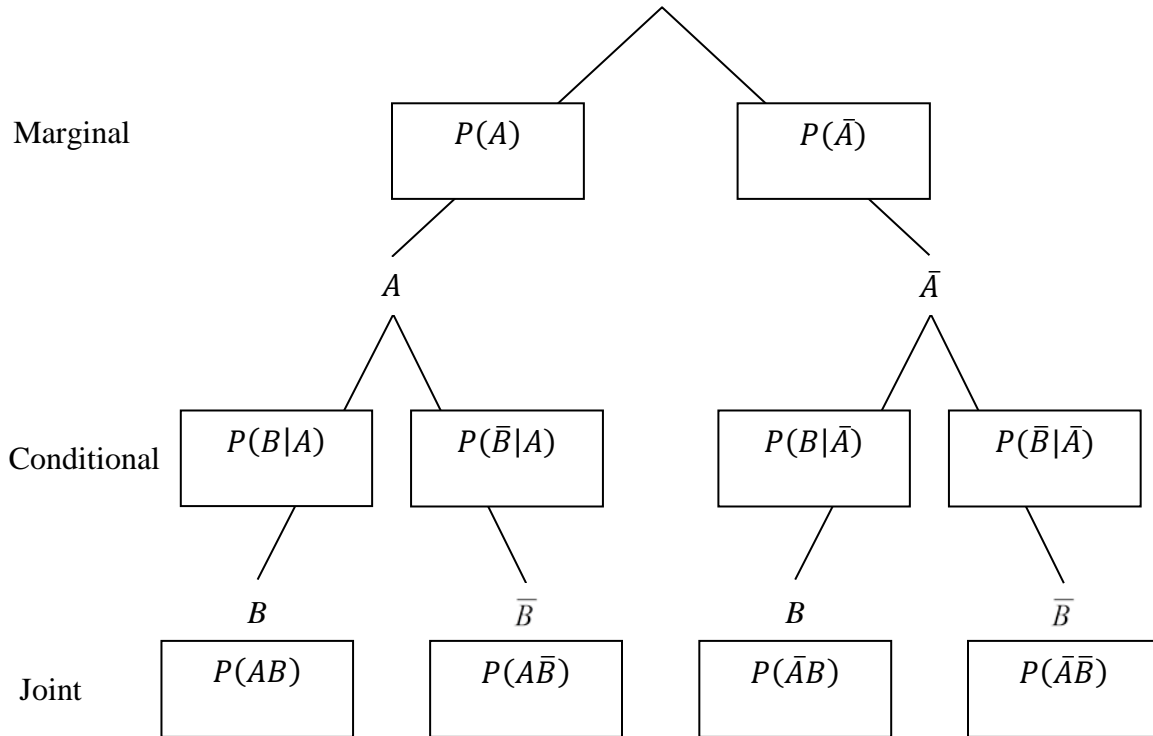 Marginal P(A) P(Ā)
A Ā
Conditional P(B|A) P(B̄|A) P(B|Ā) P(B̄|Ā)
B B̄ B B̄
Joint P(AB) P(AB̄) P(ĀB) P(ĀB̄)